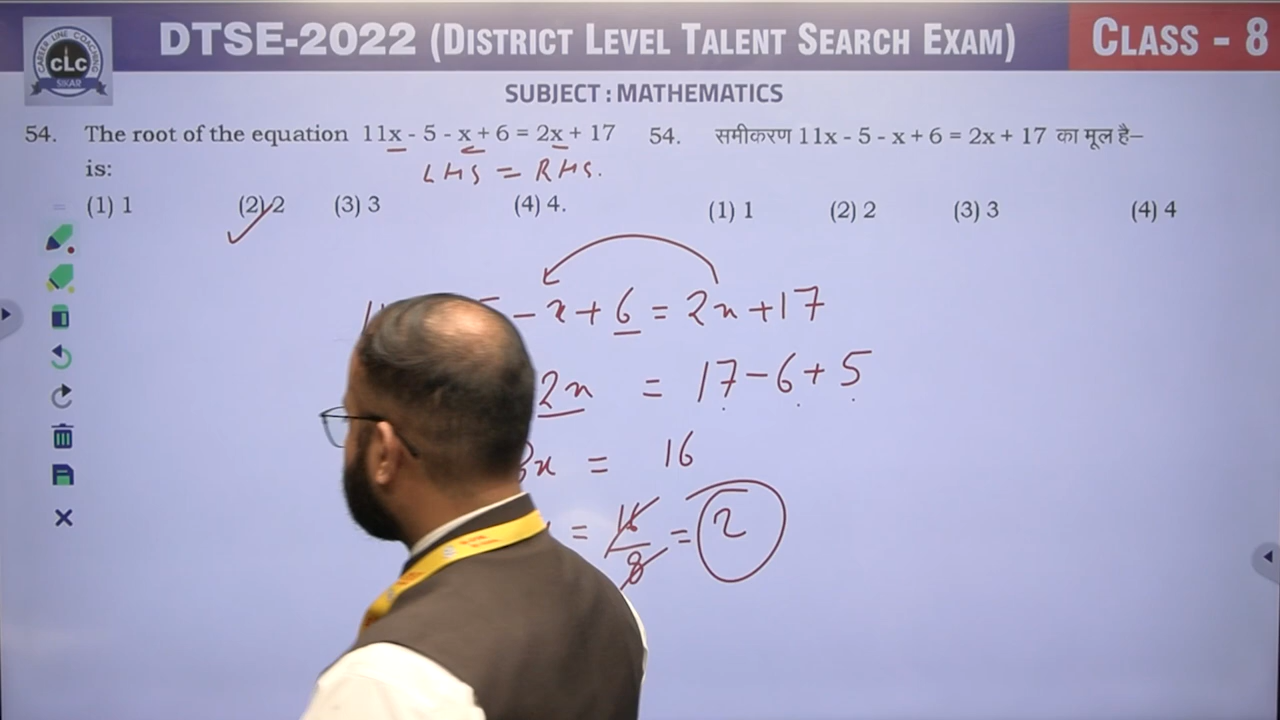 DTSE-2022 (DISTRICT LEVEL TALENT SEARCH EXAM)
CLASS - 8
CAREER LINE COACHING
CLC
SIKAR
SUBJECT : MATHEMATICS
54. The root of the equation 11x - 5 - x + 6 = 2x + 17
is:
LHS = RHS.
(1) 1 (2) 2 (3) 3 (4) 4.
54. समीकरण 11x - 5 - x + 6 = 2x + 17 का मूल है–
(1) 1 (2) 2 (3) 3 (4) 4
- x + 6 = 2x + 17
2x = 17 - 6 + 5
x = 16
= 16/8 = 2